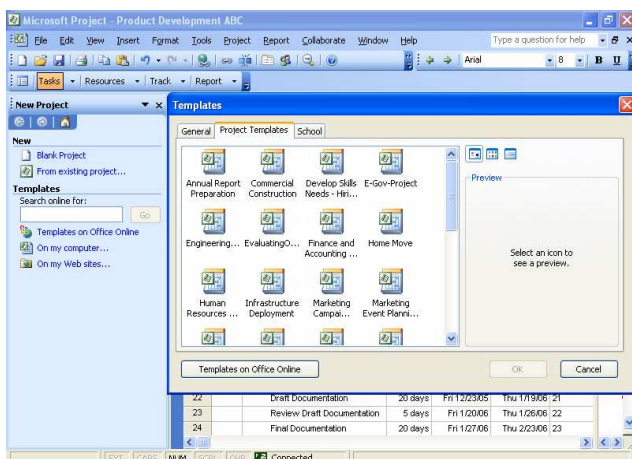 Microsoft Project - Product Development ABC
File Edit View Insert Format Tools Project Report Collaborate Window Help Type a question for help
Arial 8 B U
Tasks Resources Track Report
New Project
New
Blank Project
From existing project...
Templates
Search online for:
Go
Templates on Office Online
On my computer...
On my Web sites...
Templates
General Project Templates School
Annual Report Preparation
Commercial Construction
Develop Skills Needs - Hiri...
E-Gov-Project
Engineering...
EvaluatingO...
Finance and Accounting ...
Home Move
Human Resources ...
Infrastructure Deployment
Marketing Campai...
Marketing Event Planni...
Preview
Select an icon to
see a preview.
Templates on Office Online OK Cancel
22 Draft Documentation 20 days Fri 12/23/05 Thu 1/19/06 21
23 Review Draft Documentation 5 days Fri 1/20/06 Thu 1/26/06 22
24 Final Documentation 20 days Fri 1/27/06 Thu 2/23/06 23
EXT CAPS NUM SCRL OVR Connected